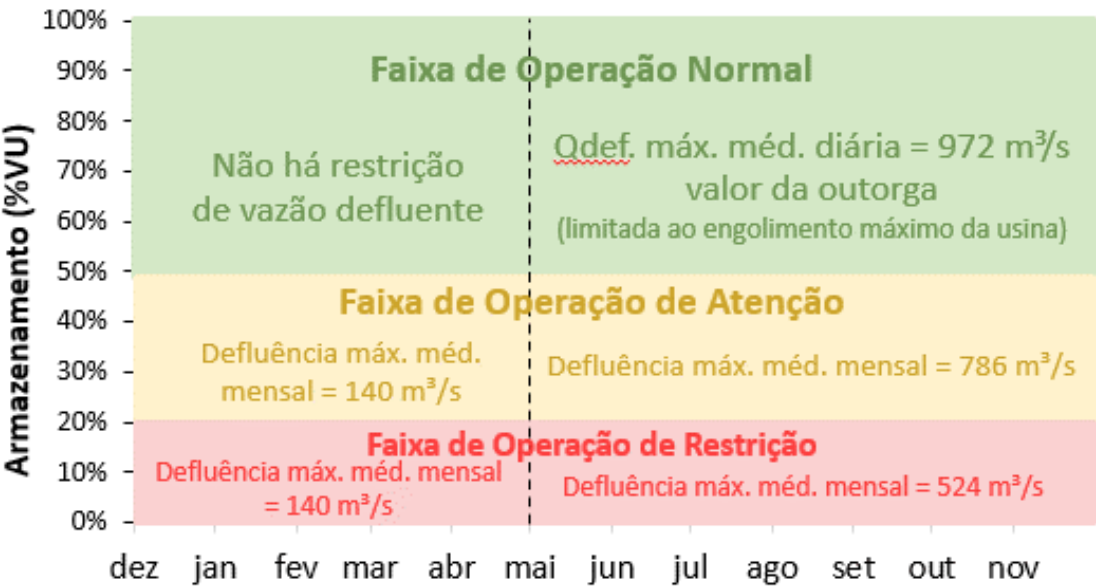 Armazenamento (%VU)
100%
90%
80%
70%
60%
50%
40%
30%
20%
10%
0%
Faixa de Operação Normal
Não há restrição
de vazão defluente
Qdef. máx. méd. diária = 972 m³/s
valor da outorga
(limitada ao engolimento máximo da usina)
Faixa de Operação de Atenção
Defluência máx. méd.
mensal = 140 m³/s
Defluência máx. méd. mensal = 786 m³/s
Faixa de Operação de Restrição
Defluência máx. méd. mensal
= 140 m³/s
Defluência máx. méd. mensal = 524 m³/s
dez jan fev mar abr mai jun jul ago set out nov